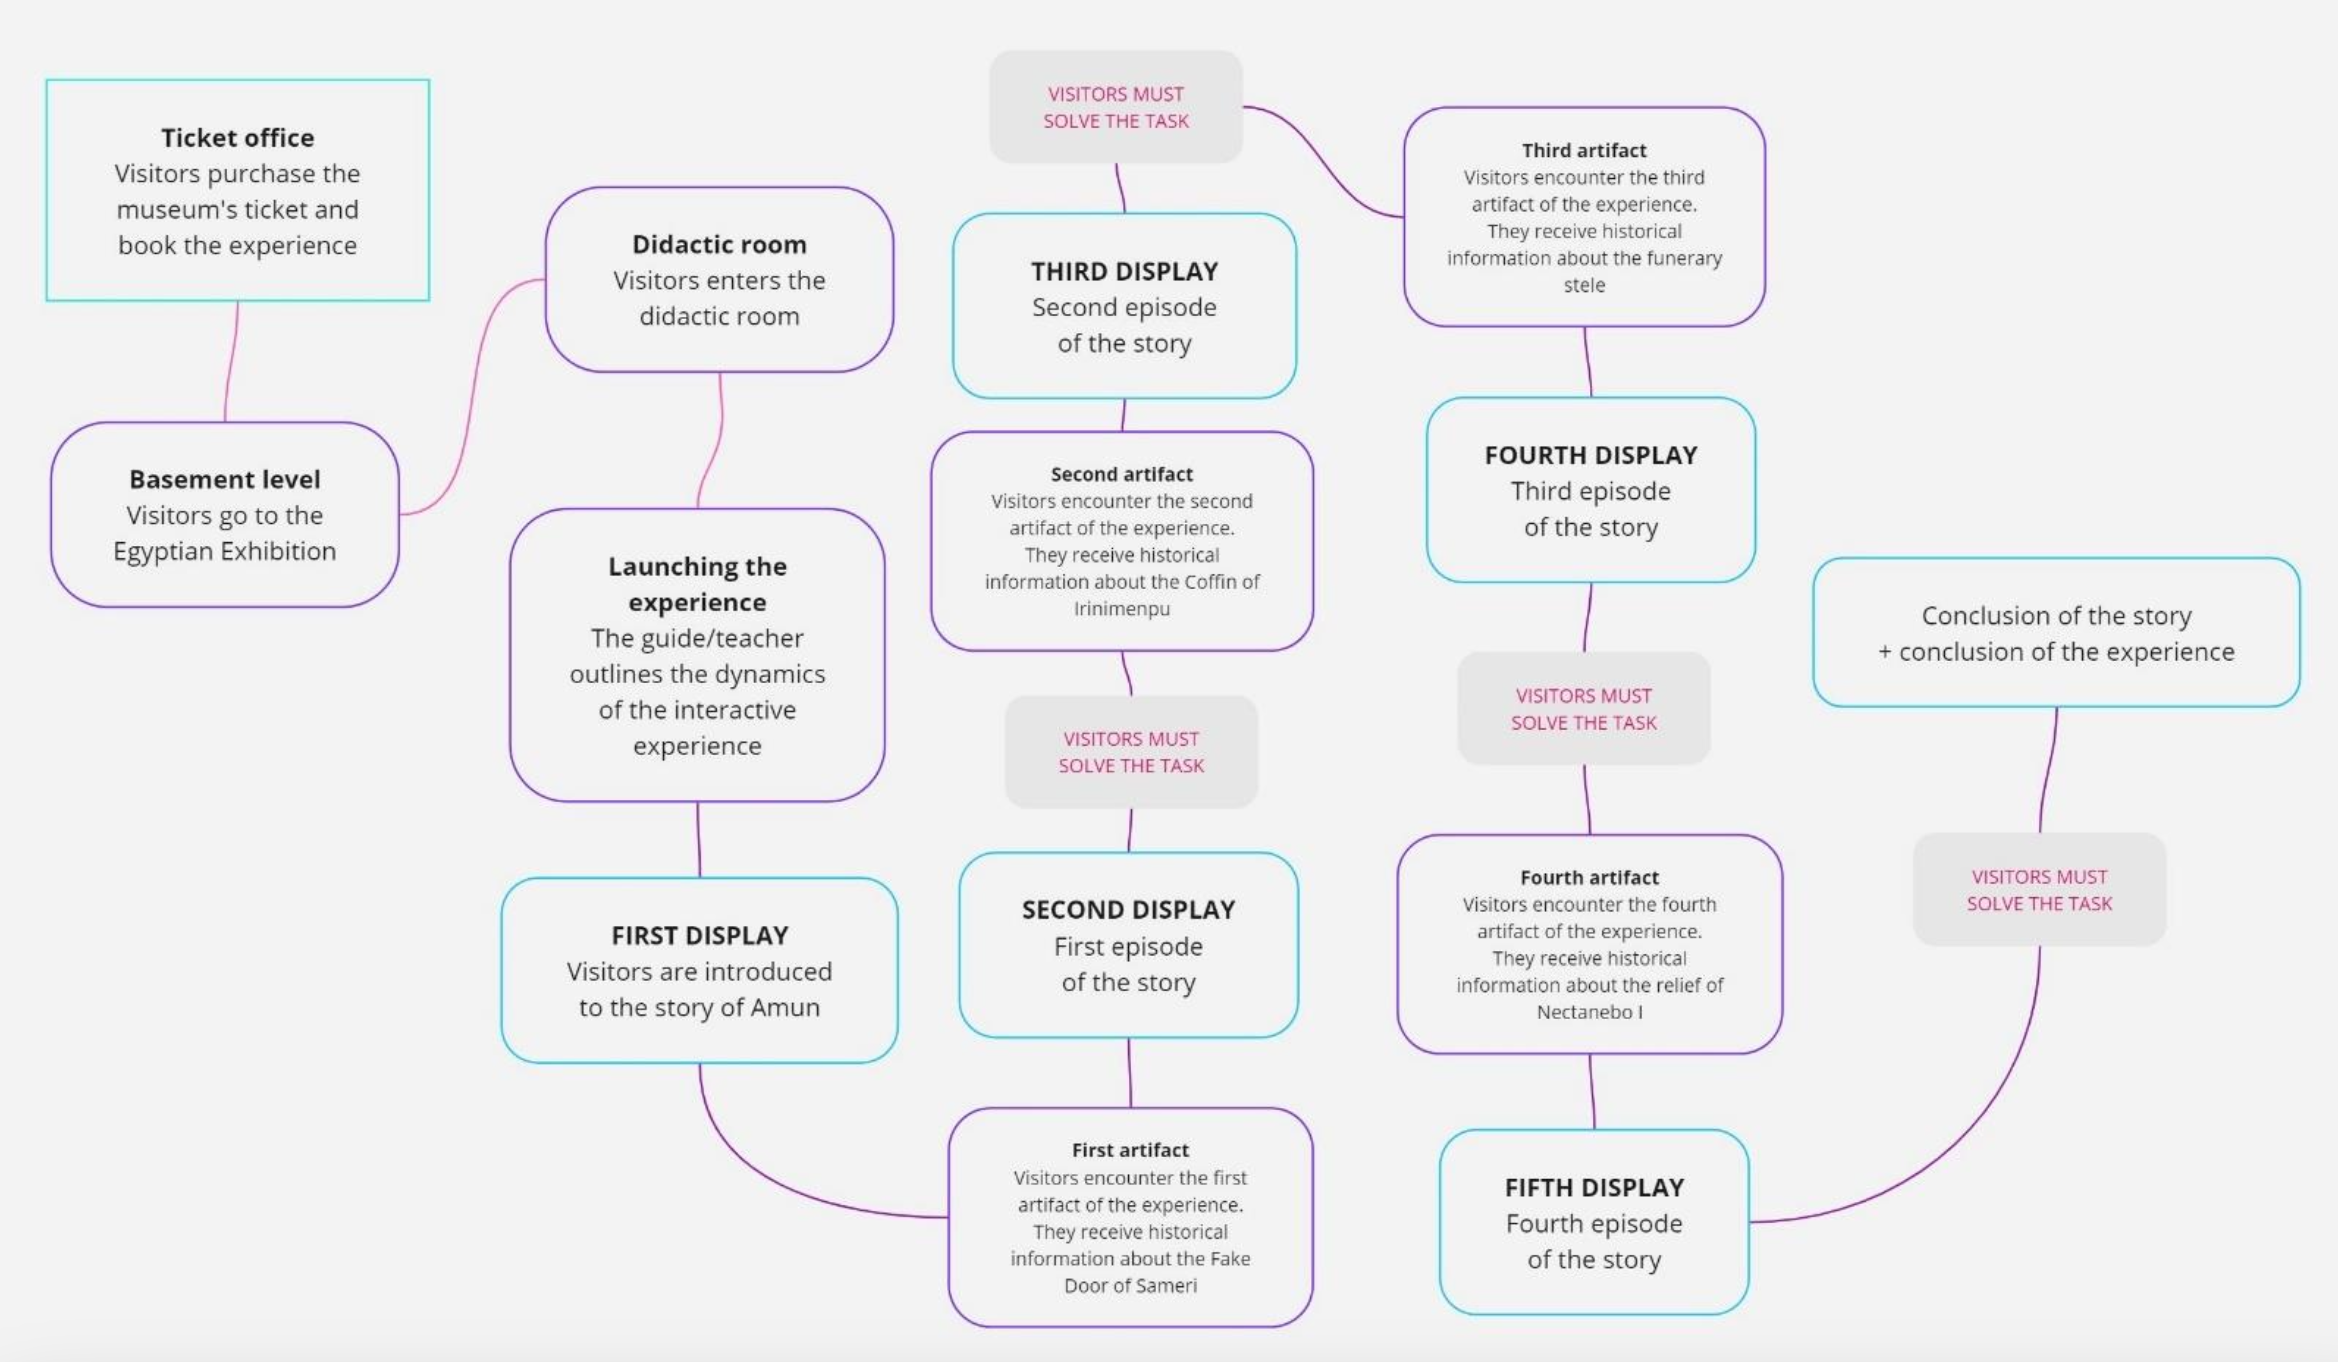 Ticket office
Visitors purchase the
museum's ticket and
book the experience
Basement level
Visitors go to the
Egyptian Exhibition
Didactic room
Visitors enters the
didactic room
Launching the
experience
The guide/teacher
outlines the dynamics
of the interactive
experience
FIRST DISPLAY
Visitors are introduced
to the story of Amun
First artifact
Visitors encounter the first
artifact of the experience.
They receive historical
information about the Fake
Door of Sameri
SECOND DISPLAY
First episode
of the story
VISITORS MUST
SOLVE THE TASK
Second artifact
Visitors encounter the second
artifact of the experience.
They receive historical
information about the Coffin of
Irinimenpu
THIRD DISPLAY
Second episode
of the story
VISITORS MUST
SOLVE THE TASK
Third artifact
Visitors encounter the third
artifact of the experience.
They receive historical
information about the funerary
stele
FOURTH DISPLAY
Third episode
of the story
VISITORS MUST
SOLVE THE TASK
Fourth artifact
Visitors encounter the fourth
artifact of the experience.
They receive historical
information about the relief of
Nectanebo I
FIFTH DISPLAY
Fourth episode
of the story
VISITORS MUST
SOLVE THE TASK
Conclusion of the story
+ conclusion of the experience